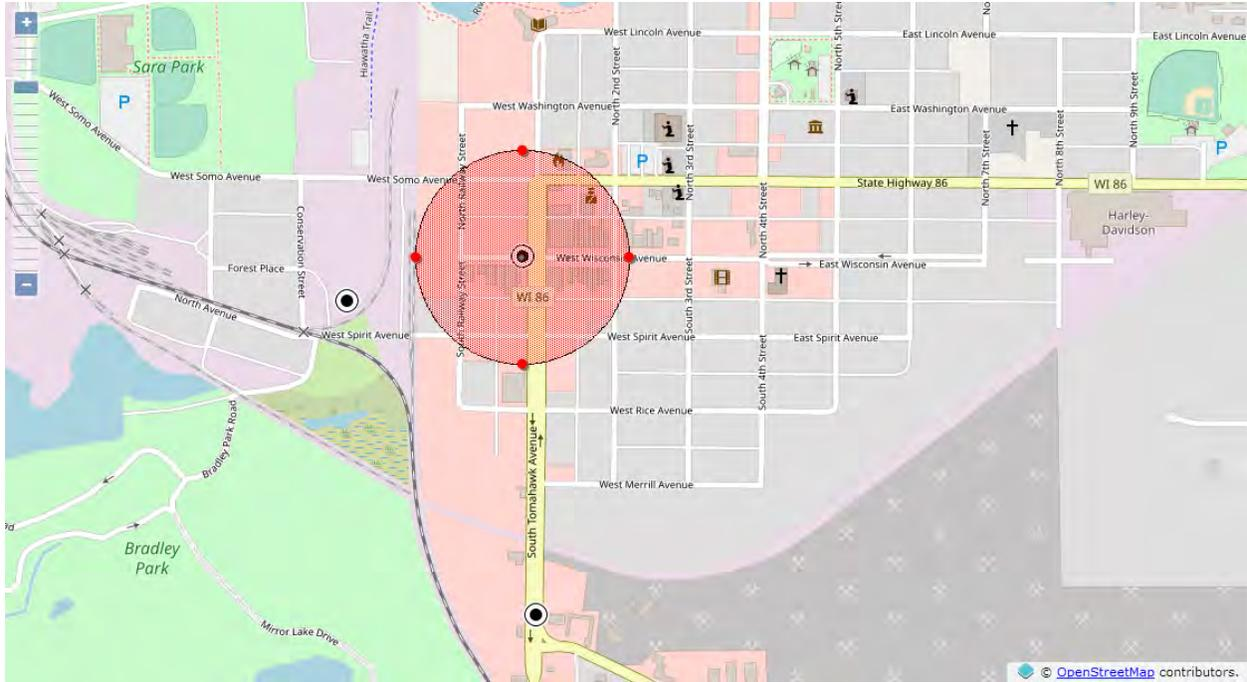 +
Sara Park
P
West Somo Avenue
Hiawatha Trail
West Lincoln Avenue
East Lincoln Avenue
East Lincoln Avenue
North 2nd Street
North 5th Street
No
North 9th Street
West Washington Avenue
East Washington Avenue
North 3rd Street
P
P
North Railway Street
West Somo Avenue
West Somo Avenue
State Highway 86
WI 86
North 7th Street
North 8th Street
Harley-
Davidson
Conservation Street
North 4th Street
Forest Place
West Wisconsin Avenue
East Wisconsin Avenue
−
North Avenue
WI 86
South Railway Street
South 3rd Street
West Spirit Avenue
West Spirit Avenue
East Spirit Avenue
South 4th Street
West Rice Avenue
Bradley Park Road
South Tomahawk Avenue
West Merrill Avenue
Bradley
Park
Mirror Lake Drive
© OpenStreetMap contributors.